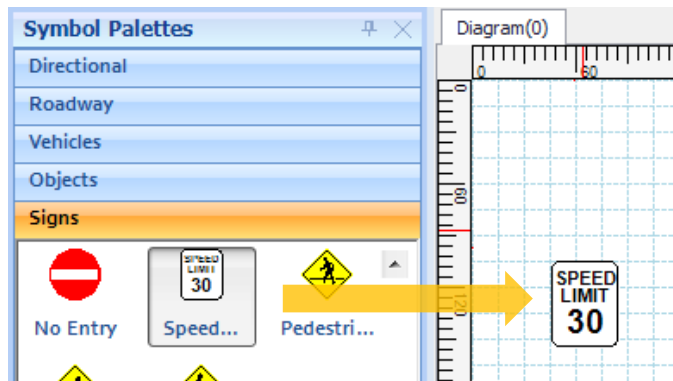 Symbol Palettes
Directional
Roadway
Vehicles
Objects
Signs
SPEED
LIMIT
30
No Entry
Speed...
Pedestri...
Diagram(0)
0
60
0
60
120
SPEED
LIMIT
30